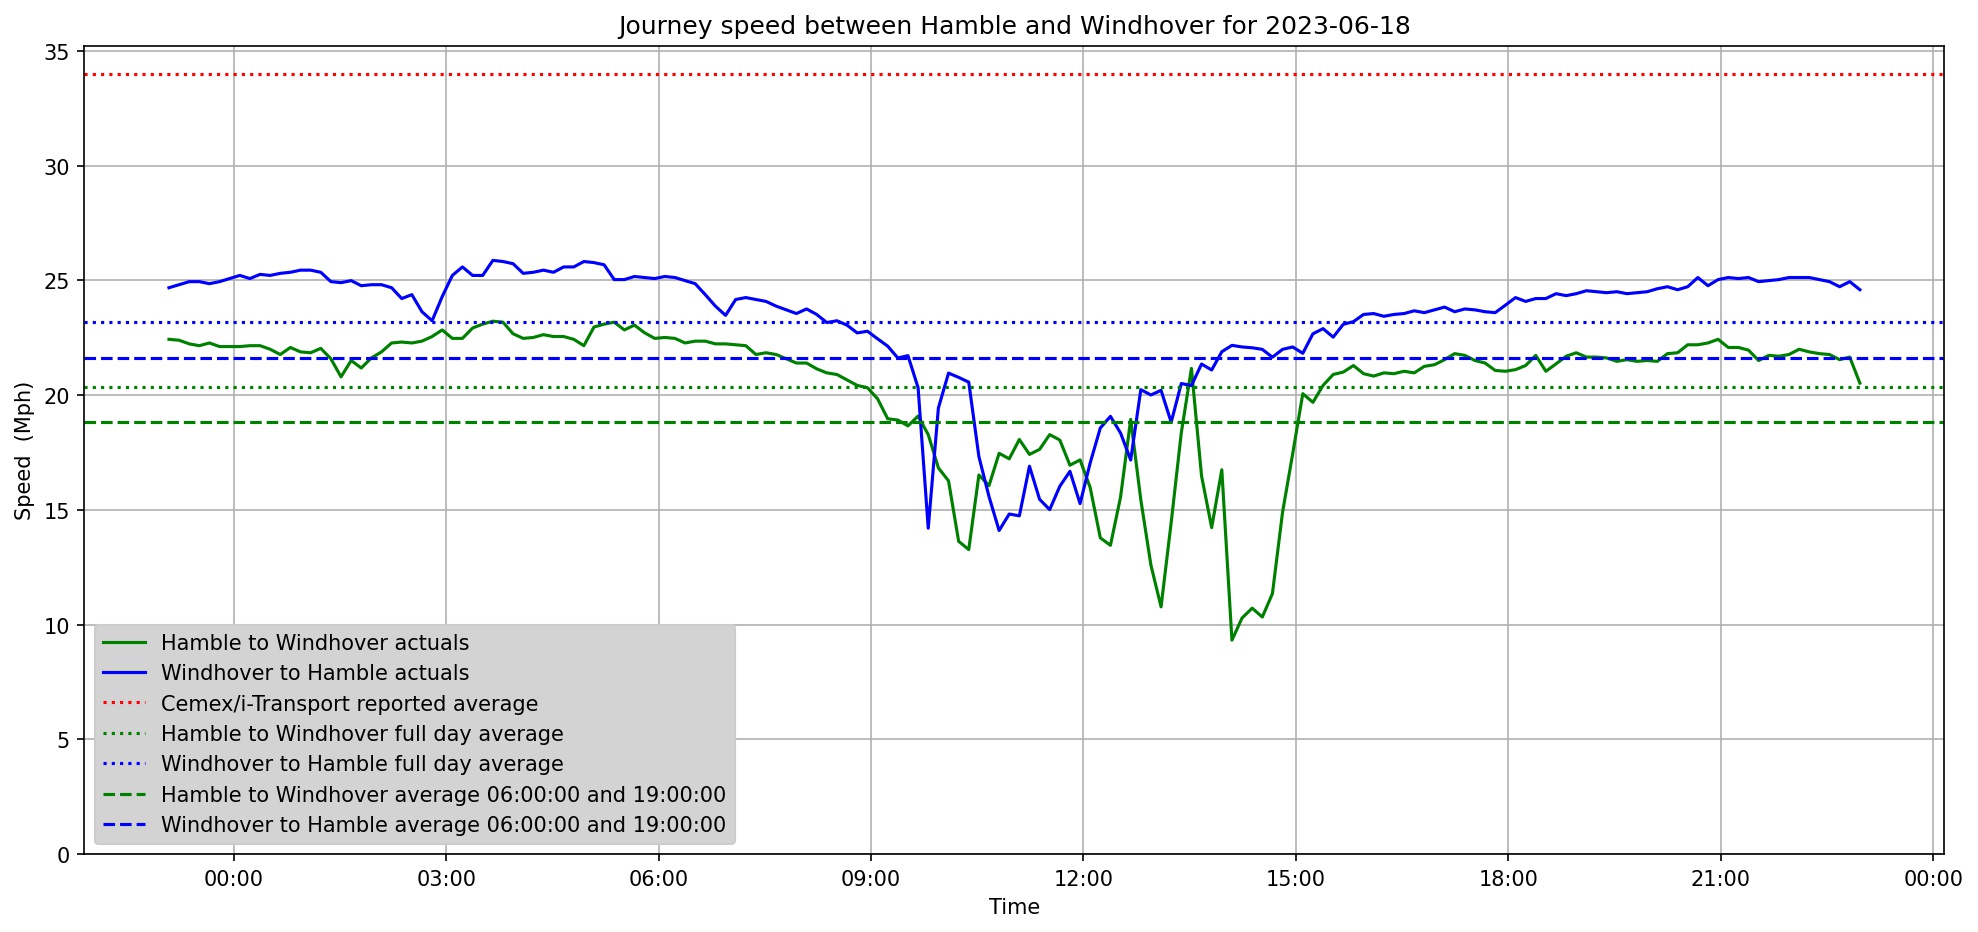 Journey speed between Hamble and Windhover for 2023-06-18
35
30
25
20
15
10
5
0
Speed (Mph)
Hamble to Windhover actuals
Windhover to Hamble actuals
Cemex/i-Transport reported average
Hamble to Windhover full day average
Windhover to Hamble full day average
Hamble to Windhover average 06:00:00 and 19:00:00
Windhover to Hamble average 06:00:00 and 19:00:00
00:00 03:00 06:00 09:00 12:00 15:00 18:00 21:00 00:00
Time